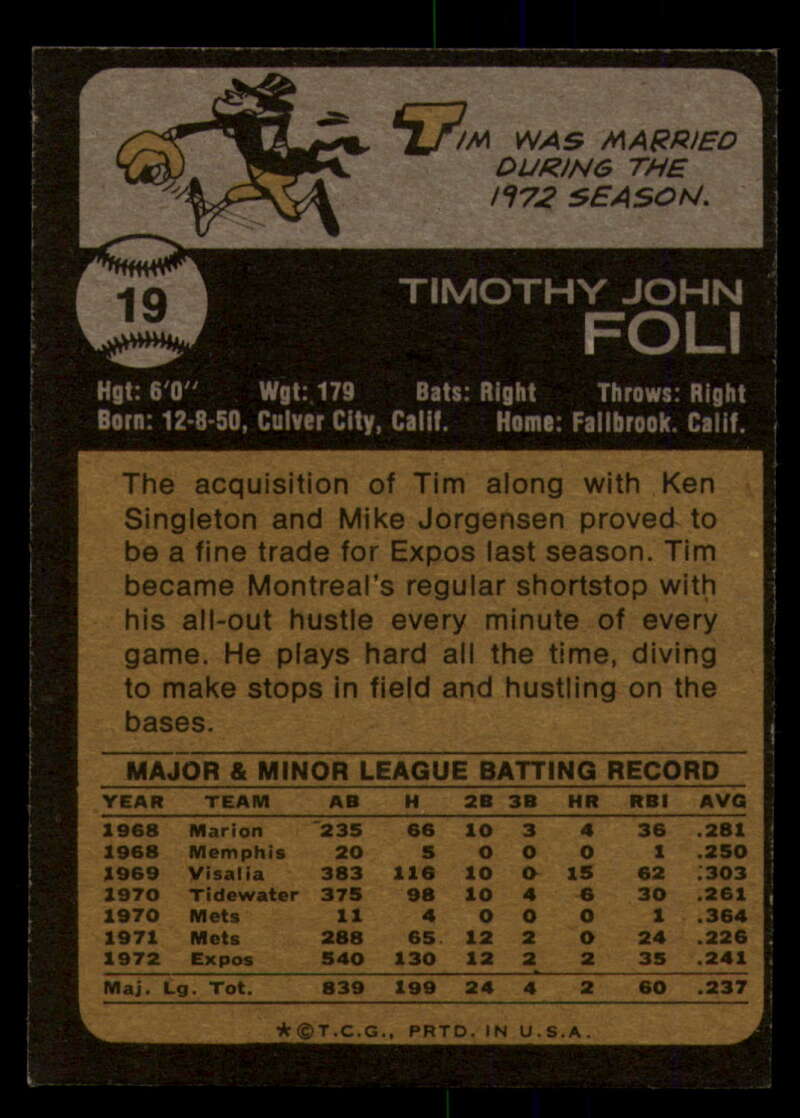 TIM WAS MARRIED
DURING THE
1972 SEASON.
19
TIMOTHY JOHN
FOLI
Hgt: 6'0" Wgt: 179 Bats: Right Throws: Right
Born: 12-8-50, Culver City, Calif. Home: Fallbrook. Calif.
The acquisition of Tim along with Ken
Singleton and Mike Jorgensen proved to
be a fine trade for Expos last season. Tim
became Montreal's regular shortstop with
his all-out hustle every minute of every
game. He plays hard all the time, diving
to make stops in field and hustling on the
bases.
MAJOR & MINOR LEAGUE BATTING RECORD
YEAR TEAM AB H 2B 3B HR RBI AVG
1968 Marion 235 66 10 3 4 36 .281
1968 Memphis 20 5 0 0 0 1 .250
1969 Visalia 383 116 10 0 15 62 .303
1970 Tidewater 375 98 10 4 6 30 .261
1970 Mets 11 4 0 0 0 1 .364
1971 Mets 288 65 12 2 0 24 .226
1972 Expos 540 130 12 2 2 35 .241
Maj. Lg. Tot. 839 199 24 4 2 60 .237
★©T.C.G., PRTD. IN U.S.A.